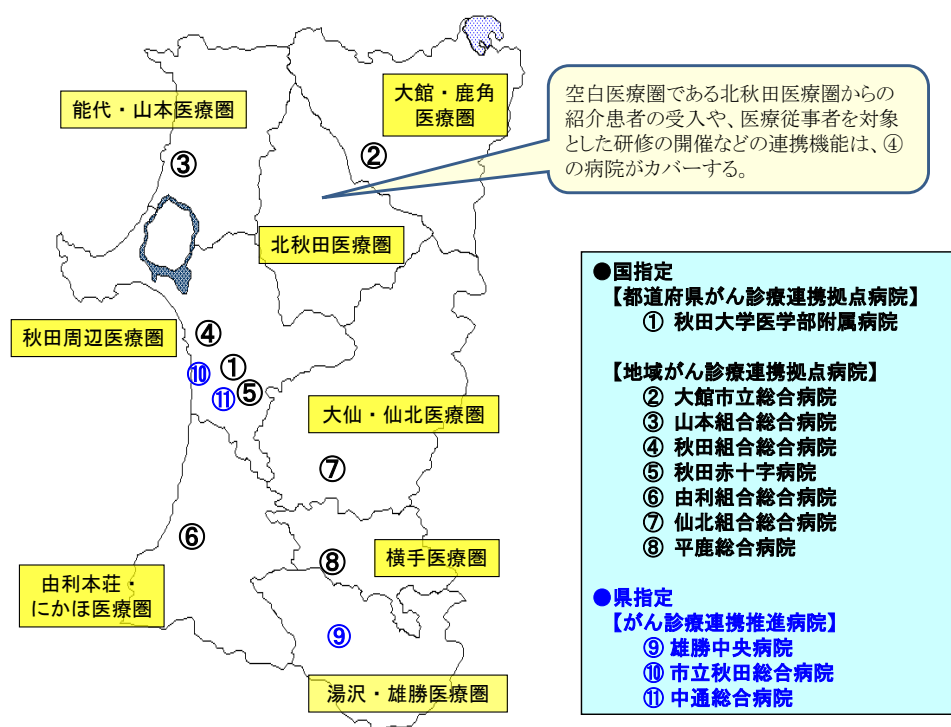 能代・山本医療圏
大館・鹿角
医療圏
空白医療圏である北秋田医療圏からの
紹介患者の受入や、医療従事者を対象
とした研修の開催などの連携機能は、④
の病院がカバーする。
②
③
北秋田医療圏
秋田周辺医療圏
④
⑩
①
⑪
⑤
大仙・仙北医療圏
⑦
⑥
⑧
横手医療圏
由利本荘・
にかほ医療圏
⑨
湯沢・雄勝医療圏
●国指定
【都道府県がん診療連携拠点病院】
① 秋田大学医学部附属病院
【地域がん診療連携拠点病院】
② 大館市立総合病院
③ 山本組合総合病院
④ 秋田組合総合病院
⑤ 秋田赤十字病院
⑥ 由利組合総合病院
⑦ 仙北組合総合病院
⑧ 平鹿総合病院
●県指定
【がん診療連携推進病院】
⑨ 雄勝中央病院
⑩ 市立秋田総合病院
⑪ 中通総合病院